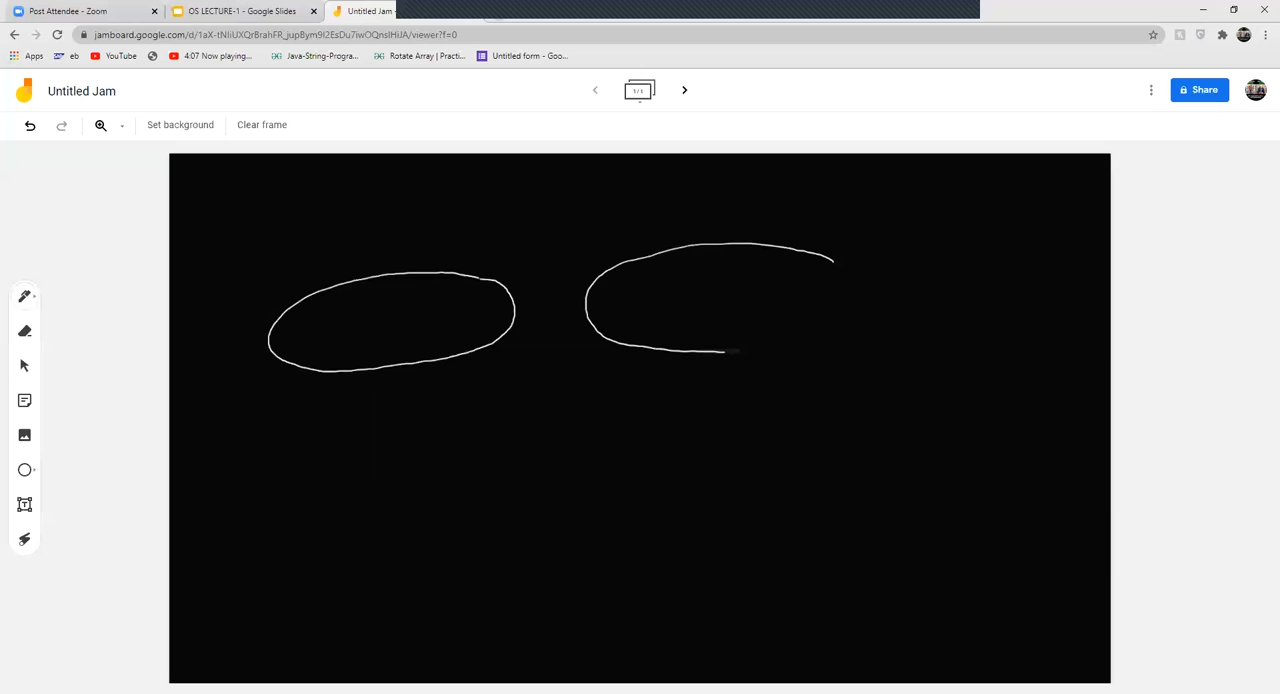 Post Attendee - Zoom
OS LECTURE-1 - Google Slides
Untitled Jam -
jamboard.google.com/d/1aX-tNIiUXQrBrahFR_jupBym9l2EsDu7iwOQnsIHiJA/viewer?f=0
Apps
eb
YouTube
4:07 Now playing...
Java-String-Progra...
Rotate Array | Practi...
Untitled form - Goo...
Untitled Jam
1/1
Share
Set background
Clear frame